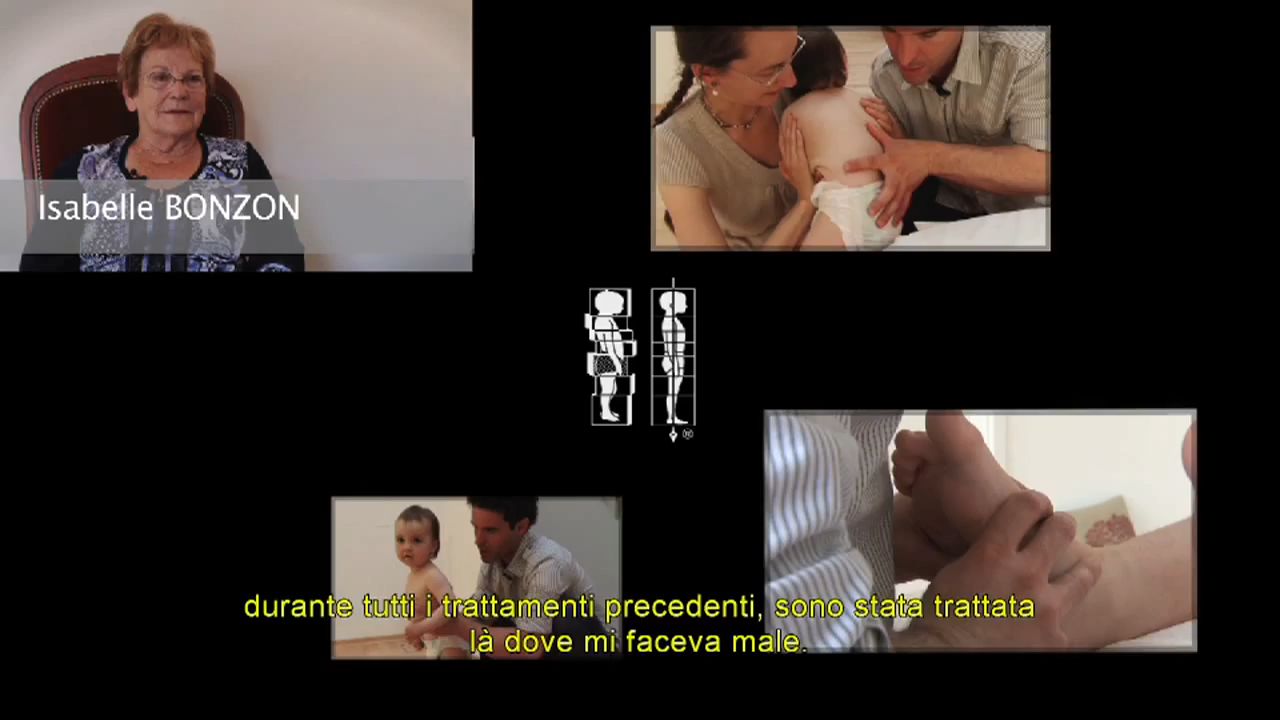 Isabelle BONZON
durante tutti i trattamenti precedenti, sono stata trattata
là dove mi faceva male.